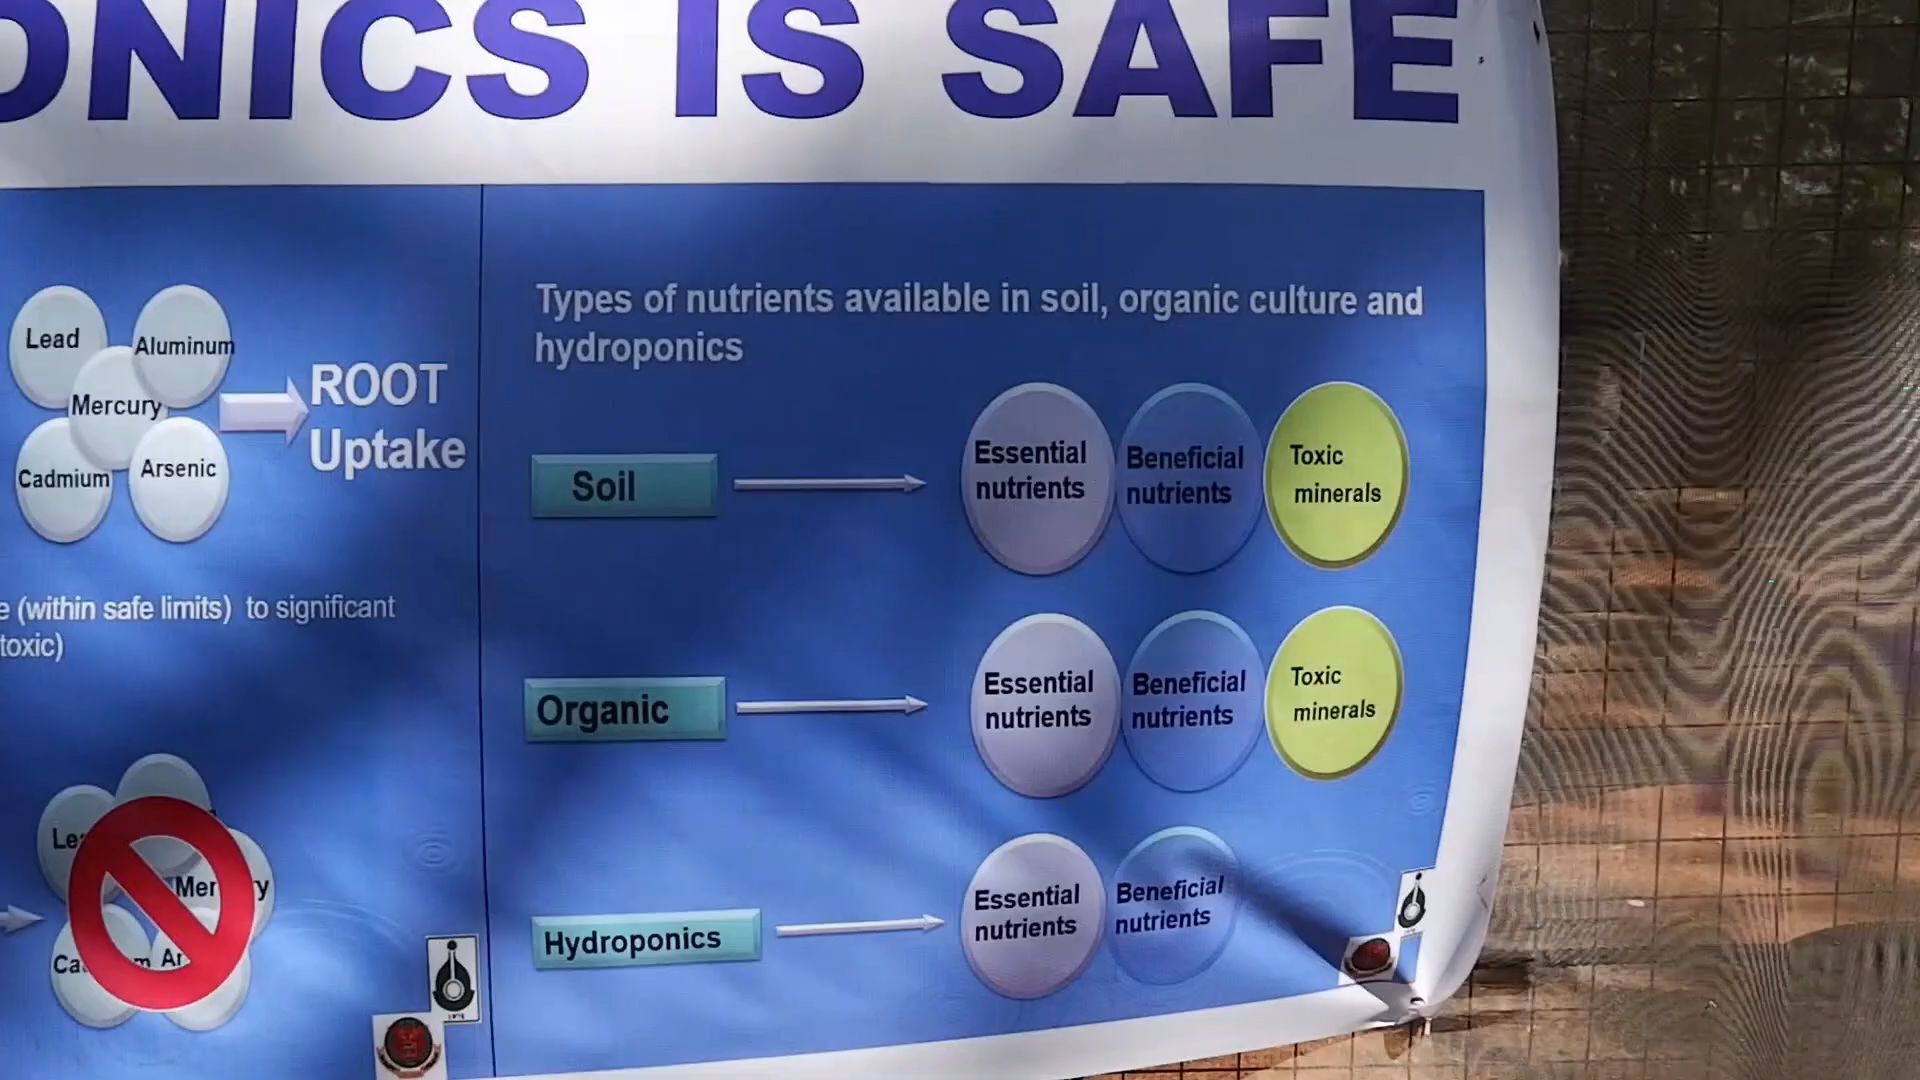 ONICS IS SAFE
Lead
Aluminum
Mercury
Cadmium
Arsenic
ROOT
Uptake
(within safe limits) to significant
toxic)
Types of nutrients available in soil, organic culture and
hydroponics
Soil
Essential
nutrients
Beneficial
nutrients
Toxic
minerals
Organic
Essential
nutrients
Beneficial
nutrients
Toxic
minerals
Hydroponics
Essential
nutrients
Beneficial
nutrients